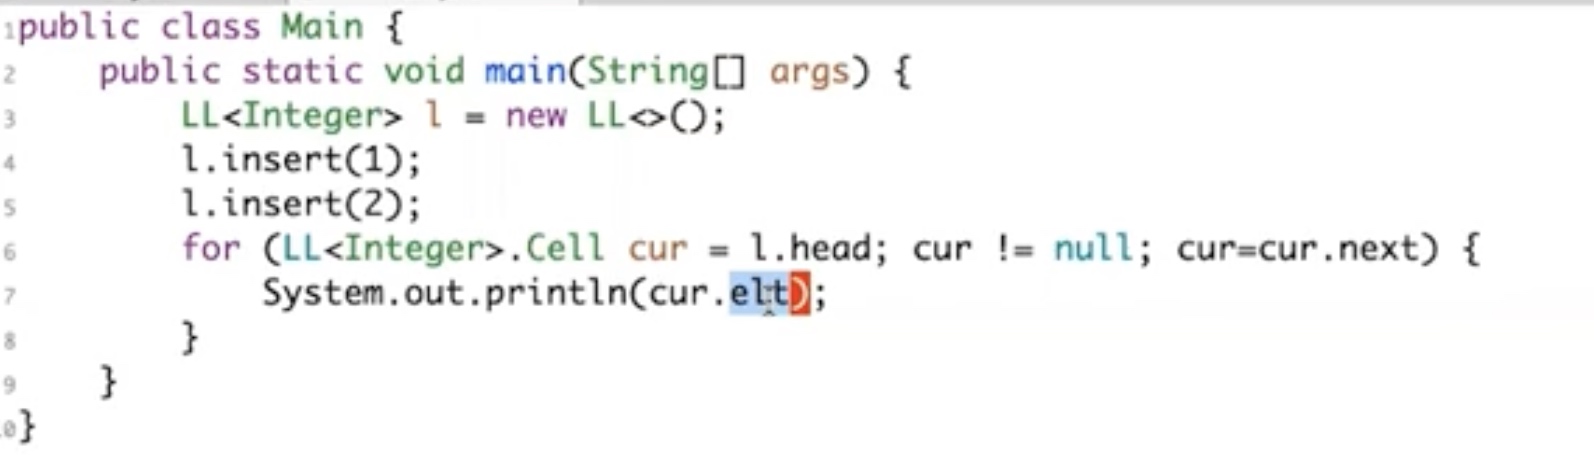 1public class Main {
2    public static void main(String[] args) {
3        LL<Integer> l = new LL<>();
4        l.insert(1);
5        l.insert(2);
6        for (LL<Integer>.Cell cur = l.head; cur != null; cur=cur.next) {
7            System.out.println(cur.elt);
8        }
9    }
0}